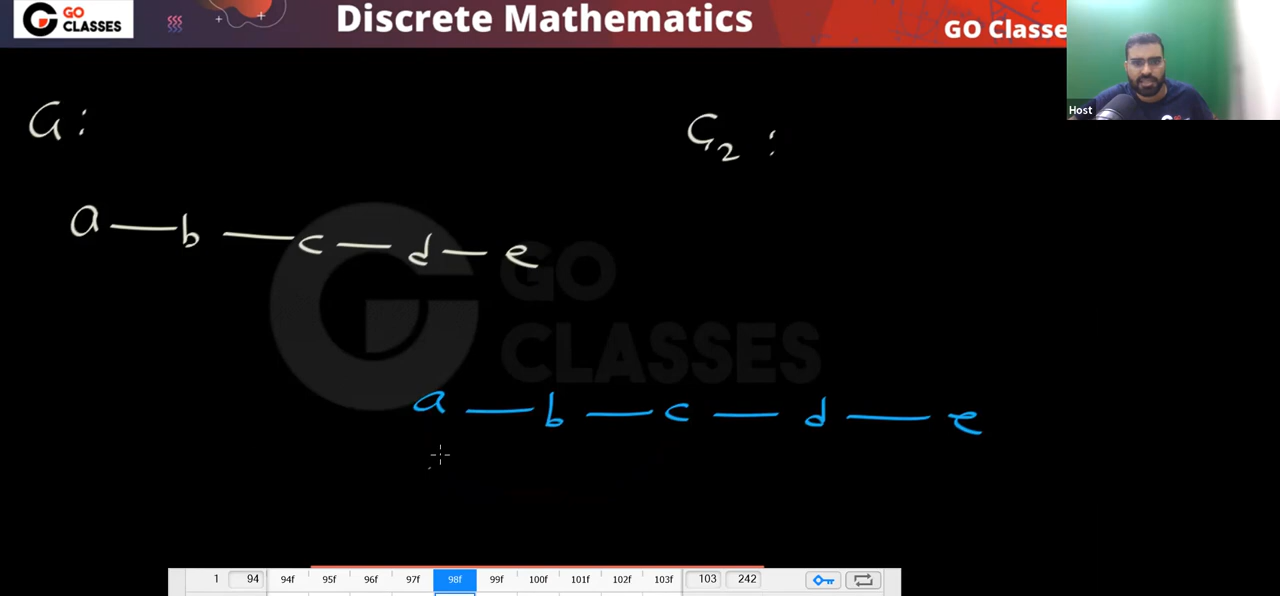 GO
CLASSES
Discrete Mathematics
GO Classe
Host
G:
G2:
a — b — c — d — e
GO
CLASSES
a — b — c — d — e
1 94 94f 95f 96f 97f 98f 99f 100f 101f 102f 103f 103 242